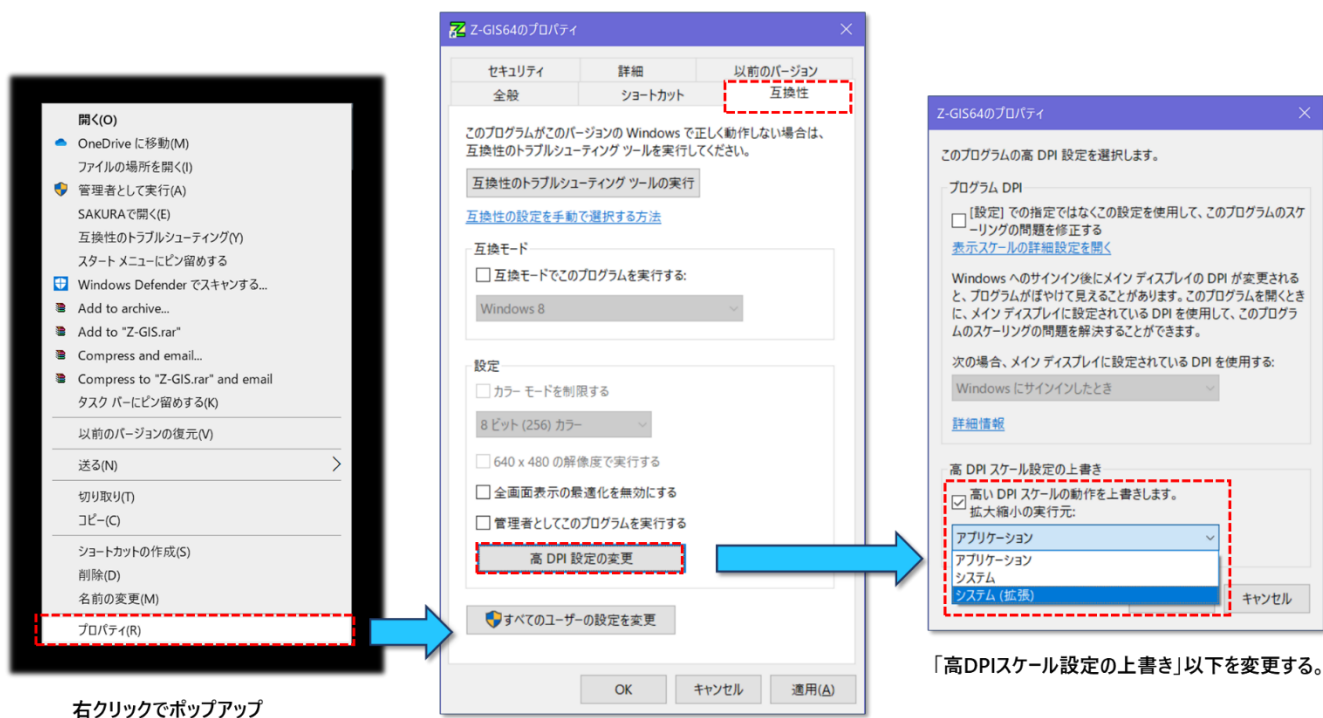 開く(O)
OneDrive に移動(M)
ファイルの場所を開く(I)
管理者として実行(A)
SAKURAで開く(E)
互換性のトラブルシューティング(Y)
スタート メニューにピン留めする
Windows Defender でスキャンする...
Add to archive...
Add to "Z-GIS.rar"
Compress and email...
Compress to "Z-GIS.rar" and email
タスク バーにピン留めする(K)
以前のバージョンの復元(V)
送る(N)
切り取り(T)
コピー(C)
ショートカットの作成(S)
削除(D)
名前の変更(M)
プロパティ(R)
右クリックでポップアップ
Z-GIS64のプロパティ
セキュリティ 詳細 以前のバージョン
全般 ショートカット 互換性
このプログラムがこのバージョンの Windows で正しく動作しない場合は、
互換性のトラブルシューティング ツールを実行してください。
互換性のトラブルシューティング ツールの実行
互換性の設定を手動で選択する方法
互換モード
互換モードでこのプログラムを実行する:
Windows 8
設定
カラー モードを制限する
8 ビット (256) カラー
640 x 480 の解像度で実行する
全画面表示の最適化を無効にする
管理者としてこのプログラムを実行する
高 DPI 設定の変更
すべてのユーザーの設定を変更
OK キャンセル 適用(A)
Z-GIS64のプロパティ
このプログラムの高 DPI 設定を選択します。
プログラム DPI
[設定] での指定ではなくこの設定を使用して、このプログラムのスケ
ーリングの問題を修正する
表示スケールの詳細設定を開く
Windows へのサインイン後にメイン ディスプレイの DPI が変更される
と、プログラムがぼやけて見えることがあります。このプログラムを開くとき
に、メイン ディスプレイに設定されている DPI を使用して、このプログラ
ムのスケーリングの問題を解決することができます。
次の場合、メイン ディスプレイに設定されている DPI を使用する:
Windows にサインインしたとき
詳細情報
高 DPI スケール設定の上書き
高い DPI スケールの動作を上書きします。
拡大縮小の実行元:
アプリケーション
アプリケーション
システム
システム (拡張)
キャンセル
「高DPIスケール設定の上書き」以下を変更する。